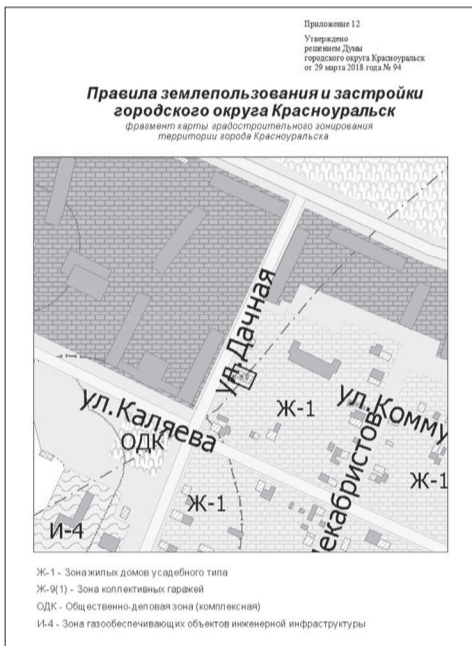 Приложение 12
Утверждено
решением Думы
городского округа Красноуральск
от 29 марта 2018 года № 94
Правила землепользования и застройки
городского округа Красноуральск
фрагмент карты градостроительного зонирования
территории города Красноуральска
ул.Дачная
ул.Каляева
ОДК
Ж-1
ул.Комму
екабристов
Ж-1
Ж-1
И-4
Ж-1 - Зона жилых домов усадебного типа
Ж-9(1) - Зона коллективных гаражей
ОДК - Общественно-деловая зона (комплексная)
И-4 - Зона газообеспечивающих объектов инженерной инфраструктуры